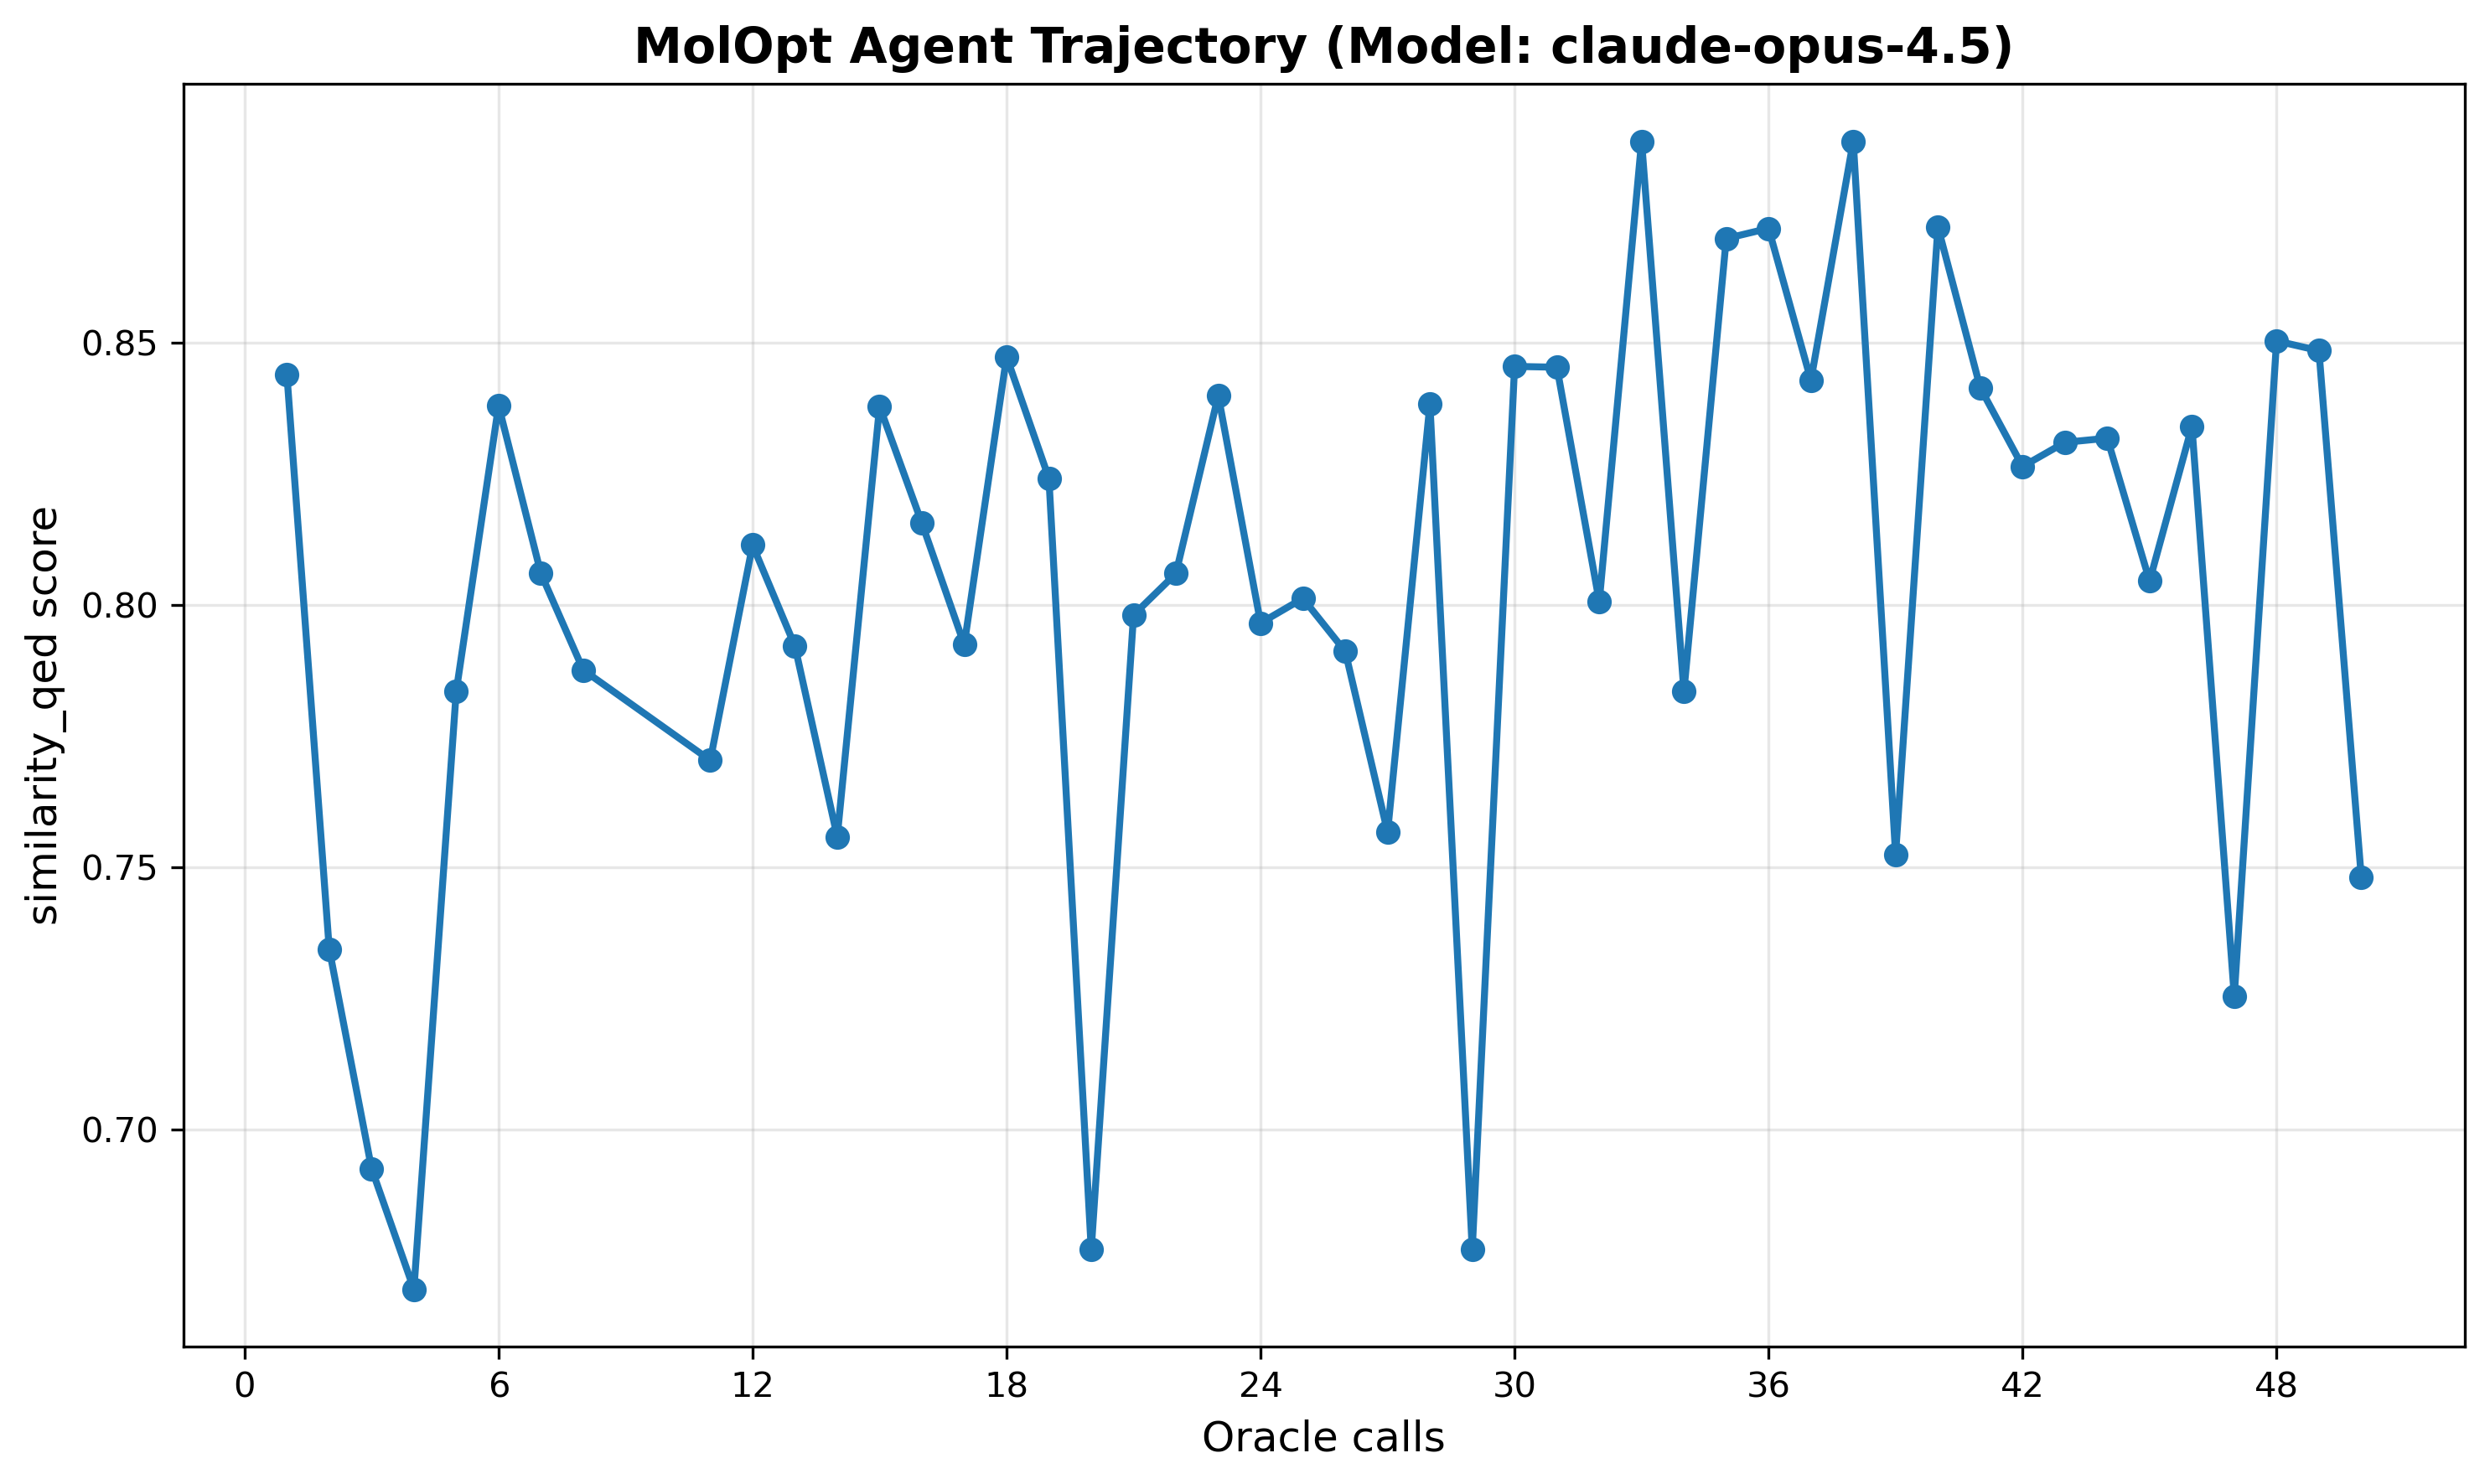 MolOpt Agent Trajectory (Model: claude-opus-4.5)
similarity_qed score
0.85
0.80
0.75
0.70
0 6 12 18 24 30 36 42 48
Oracle calls